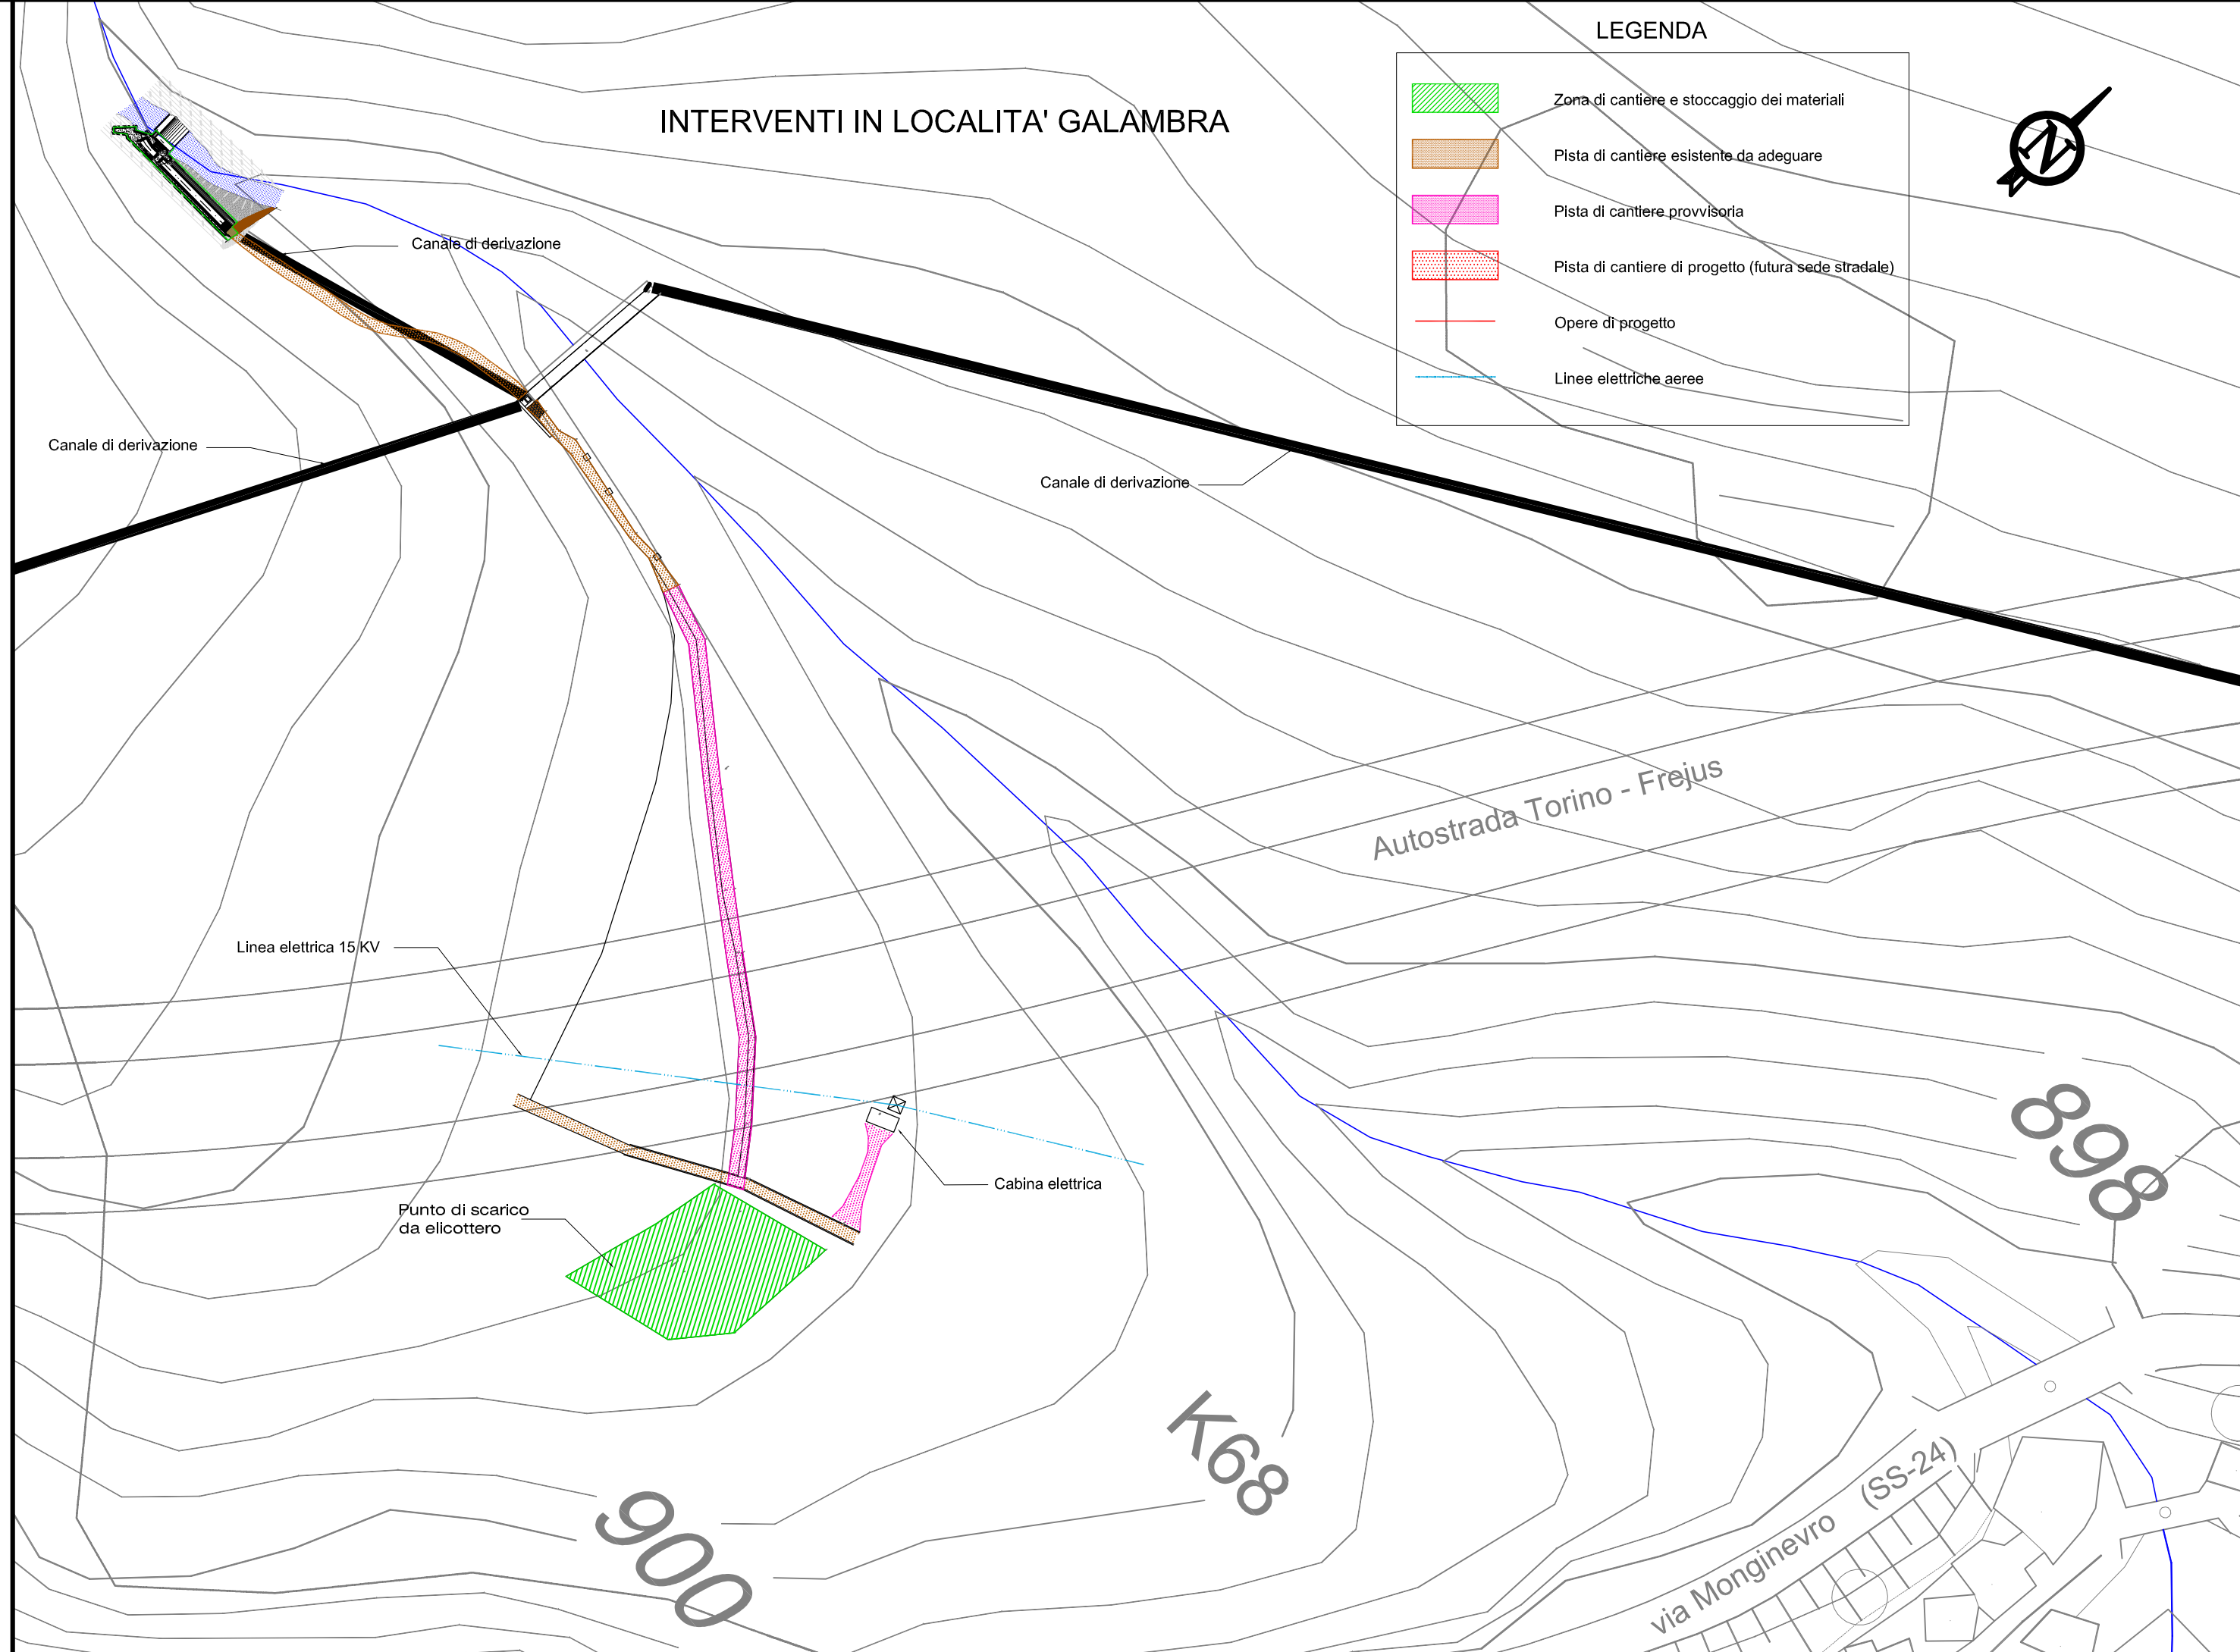 LEGENDA
Zona di cantiere e stoccaggio dei materiali
Pista di cantiere esistente da adeguare
Pista di cantiere provvisoria
Pista di cantiere di progetto (futura sede stradale)
Opere di progetto
Linee elettriche aeree
N
INTERVENTI IN LOCALITA' GALAMBRA
Canale di derivazione
Canale di derivazione
Canale di derivazione
Autostrada Torino - Frejus
Linea elettrica 15 KV
Cabina elettrica
Punto di scarico
da elicottero
898
K68
900
via Monginevro (SS-24)